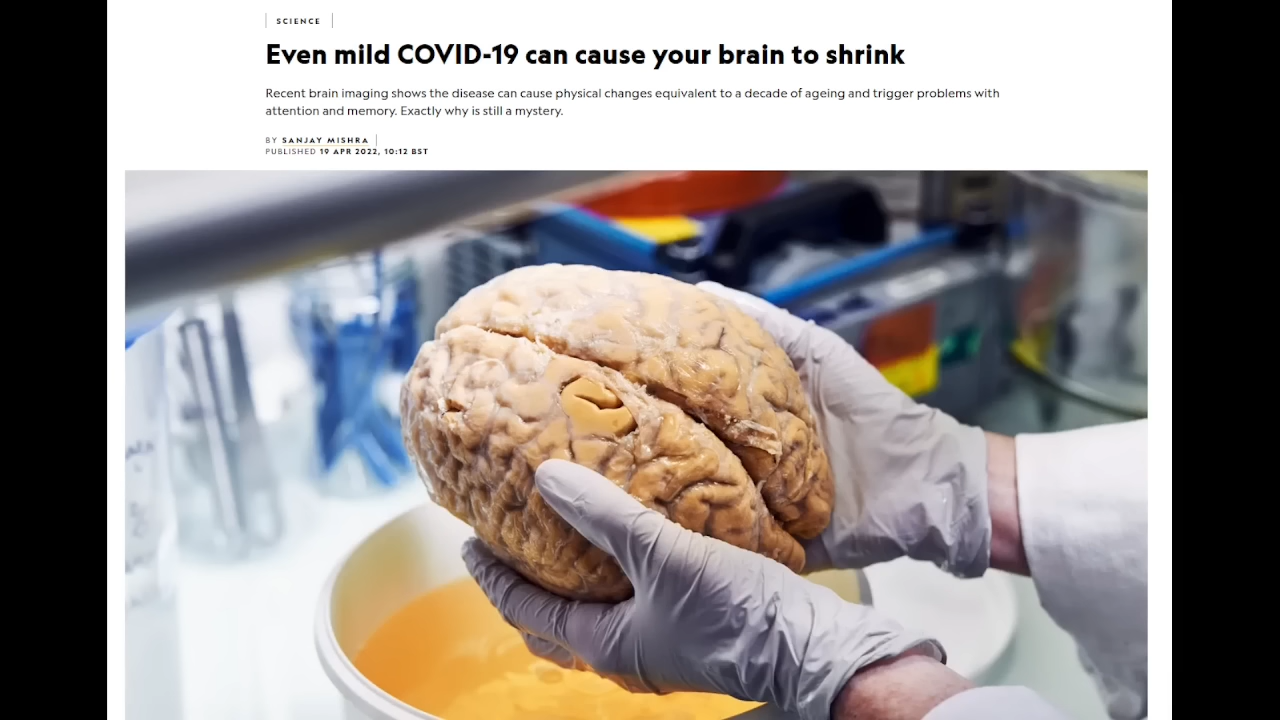 SCIENCE
Even mild COVID-19 can cause your brain to shrink
Recent brain imaging shows the disease can cause physical changes equivalent to a decade of ageing and trigger problems with
attention and memory. Exactly why is still a mystery.
BY SANJAY MISHRA
PUBLISHED 19 APR 2022, 10:12 BST